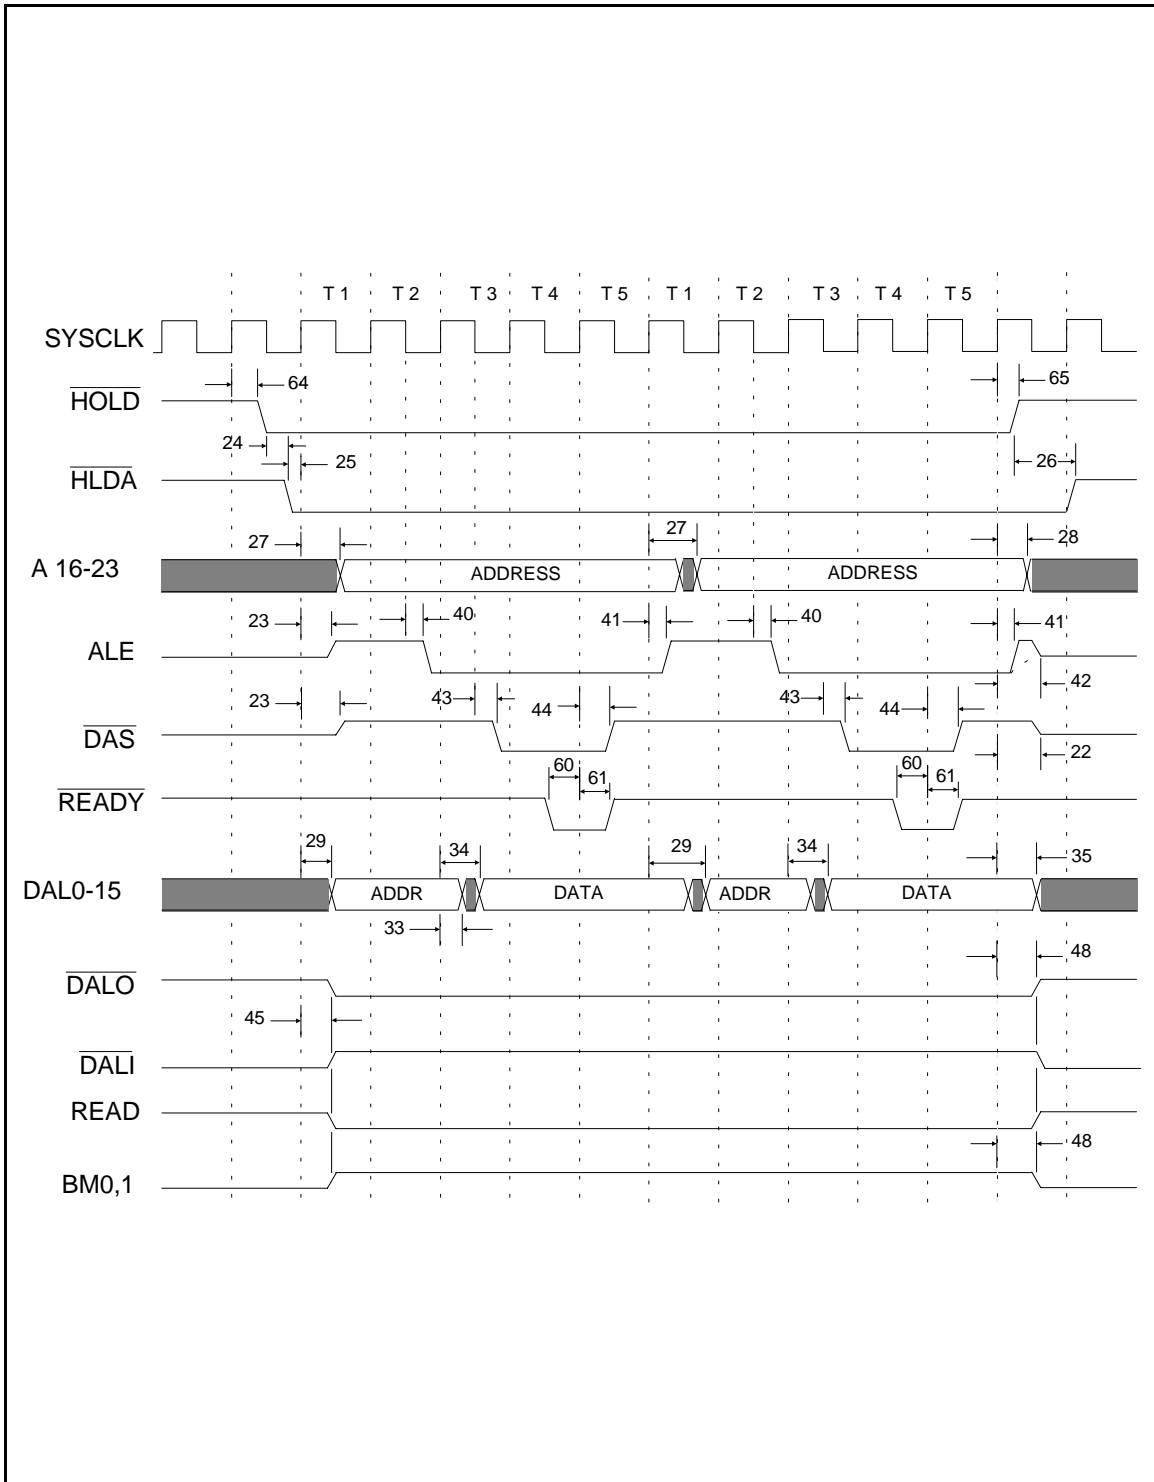 T 1 T 2 T 3 T 4 T 5 T 1 T 2 T 3 T 4 T 5
SYSCLK
64 65
HOLD
24 25 26
HLDA
27 27 28
A 16-23 ADDRESS ADDRESS
23 40 41 40 41
ALE
42
23 43 44 43 44
DAS
22
60 61 60 61
READY
29 34 29 34 35
DAL0-15 ADDR DATA ADDR DATA
33
48
DALO
45
DALI
READ
48
BM0,1